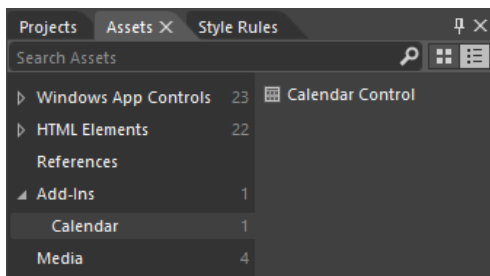 Projects Assets Style Rules
Search Assets
Windows App Controls 23
Calendar Control
HTML Elements 22
References
Add-Ins 1
Calendar 1
Media 4